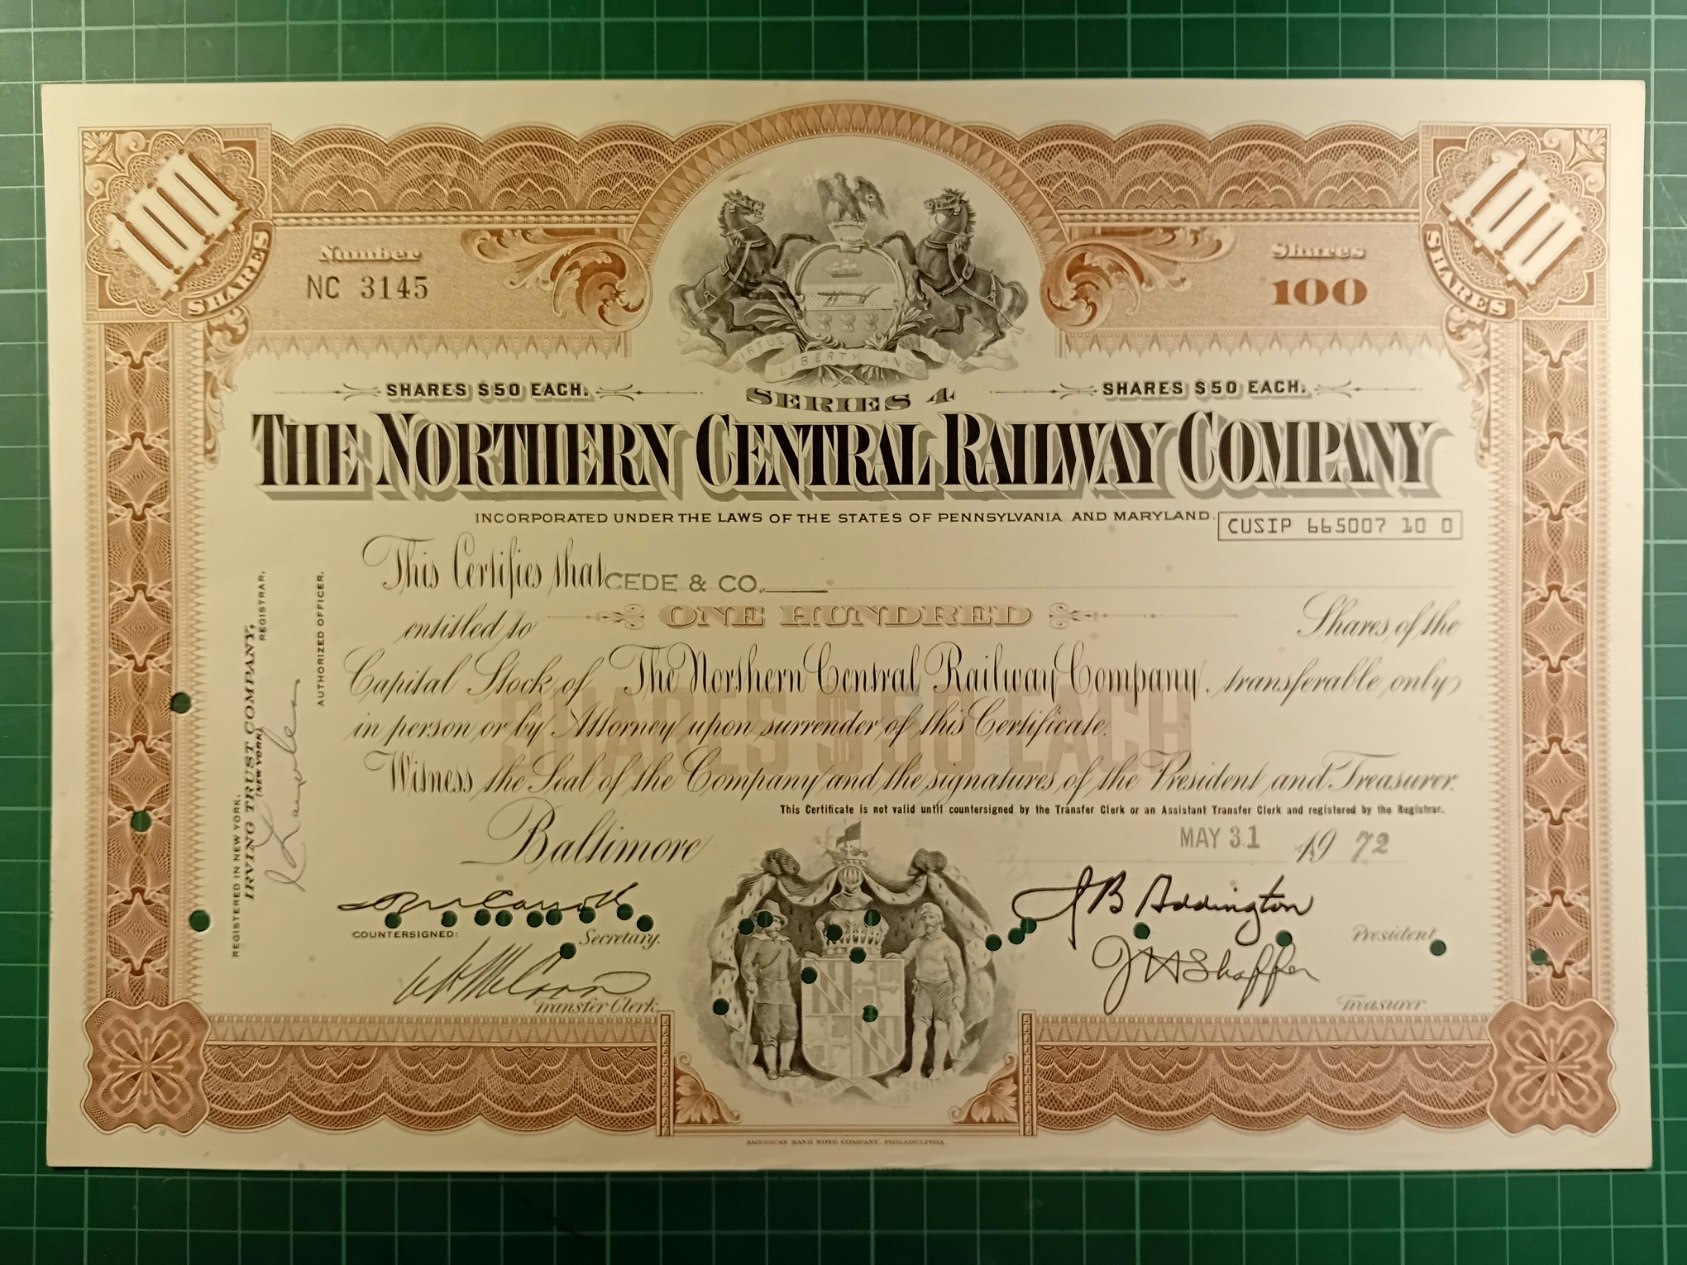 100
SHARES
Number
NC 3145
Shares
100
100
SHARES
LIBERTY AN
SHARES $50 EACH.
SERIES 4
SHARES $50 EACH.
THE NORTHERN CENTRAL RAILWAY COMPANY
INCORPORATED UNDER THE LAWS OF THE STATES OF PENNSYLVANIA AND MARYLAND.
CUSIP 665007 10 0
This Certifies that CEDE & CO.
entitled to ONE HUNDRED Shares of the
Capital Stock of The Northern Central Railway Company, transferable only
in person or by Attorney upon surrender of this Certificate.
SHARES $50 EACH
Witness the Seal of the Company and the signatures of the President and Treasurer.
This Certificate is not valid until countersigned by the Transfer Clerk or an Assistant Transfer Clerk and registered by the Registrar.
Baltimore MAY 31 1972
J B Addington
COUNTERSIGNED:
Secretary.
President
J H Shaffer
Transfer Clerk.
Treasurer
REGISTERED IN NEW YORK,
IRVING TRUST COMPANY,
(NEW YORK)
REGISTRAR,
AUTHORIZED OFFICER.
AMERICAN BANK NOTE COMPANY, PHILADELPHIA.